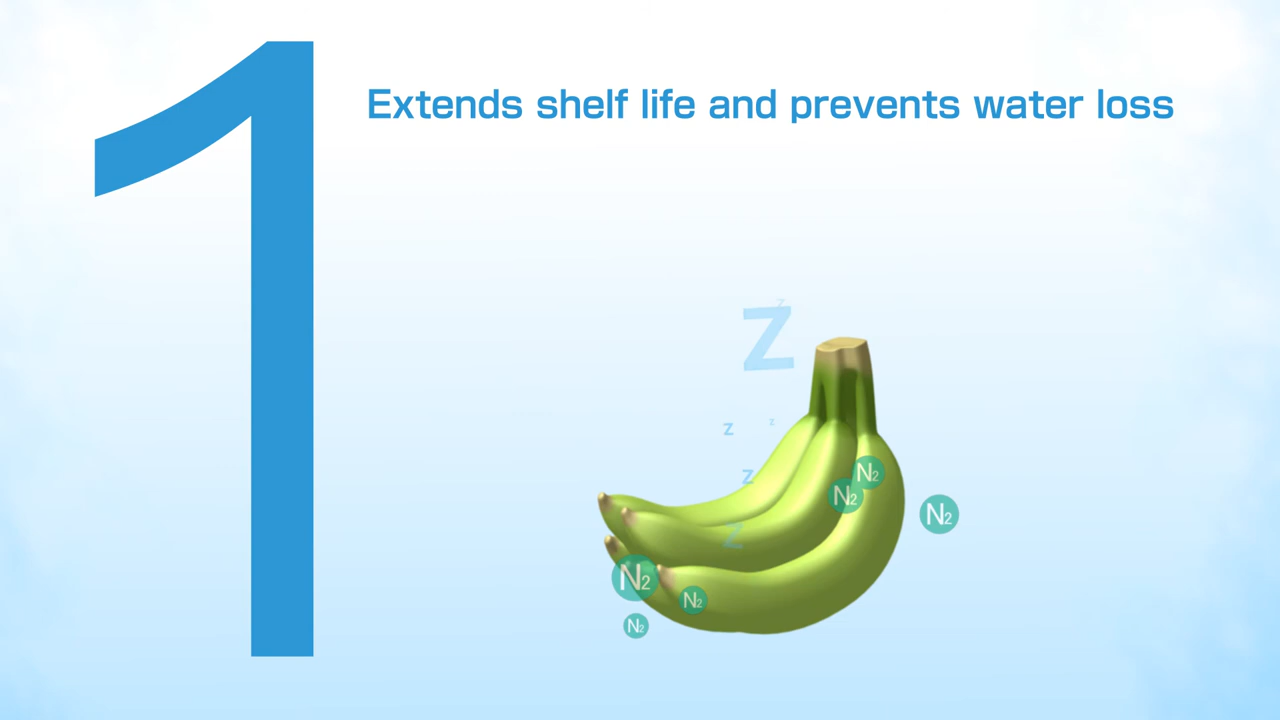 1
Extends shelf life and prevents water loss
z
Z
z
z
z
Z
N₂
N₂
N₂
N₂
N₂
N₂